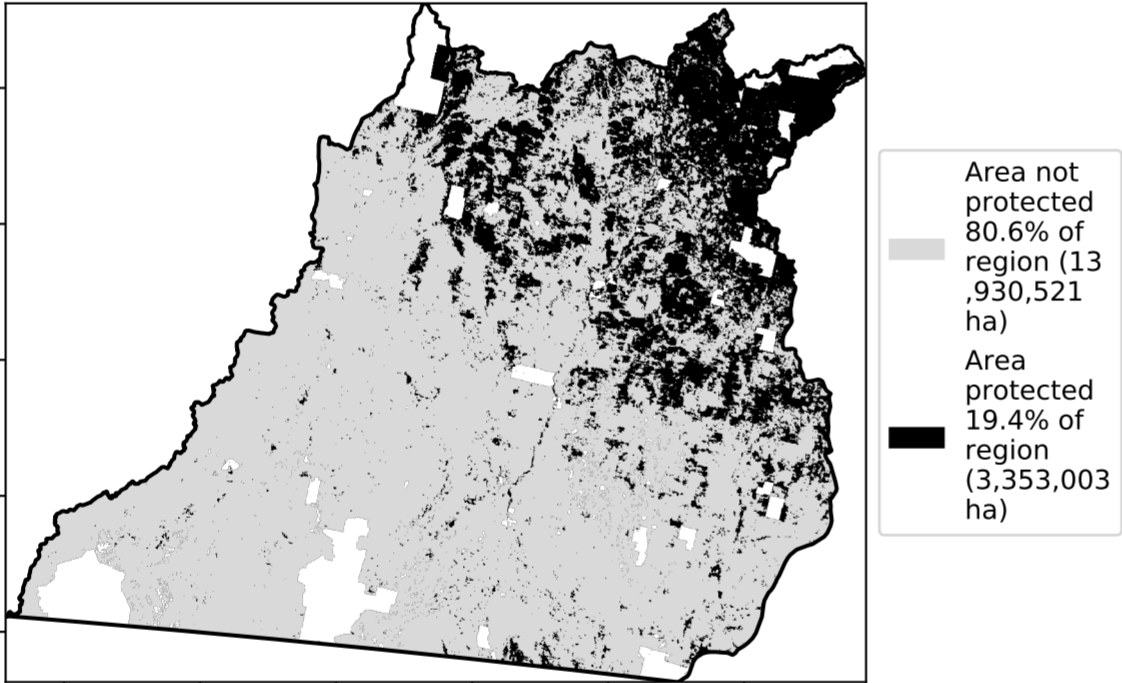 Area not
protected
80.6% of
region (13
,930,521
ha)
Area
protected
19.4% of
region
(3,353,003
ha)